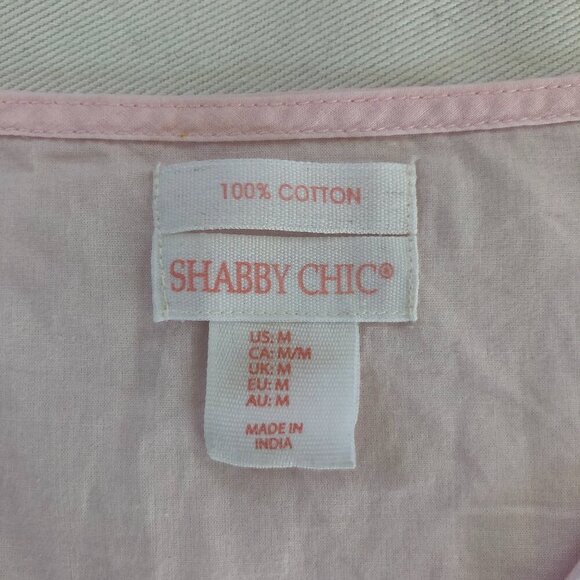 100% COTTON
SHABBY CHIC®
US: M
CA: M/M
UK: M
EU: M
AU: M
MADE IN
INDIA